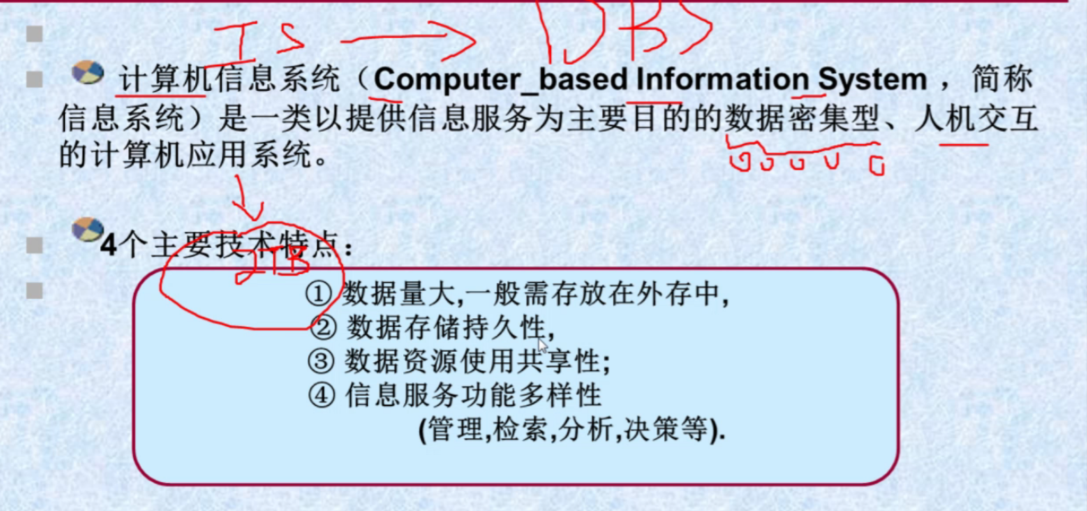 IS → DBS
计算机信息系统（Computer_based Information System ，简称
信息系统）是一类以提供信息服务为主要目的的数据密集型、人机交互
的计算机应用系统。
4个主要技术特点：
2TB
① 数据量大,一般需存放在外存中,
② 数据存储持久性,
③ 数据资源使用共享性;
④ 信息服务功能多样性
(管理,检索,分析,决策等).